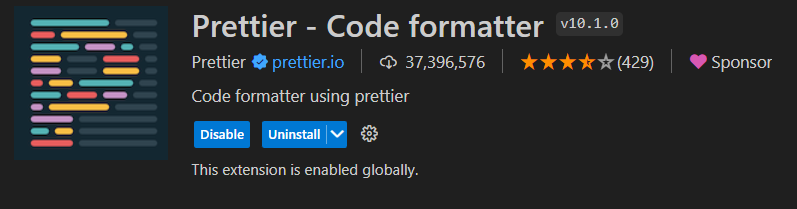 Prettier - Code formatter v10.1.0
Prettier prettier.io 37,396,576 (429) Sponsor
Code formatter using prettier
Disable Uninstall
This extension is enabled globally.